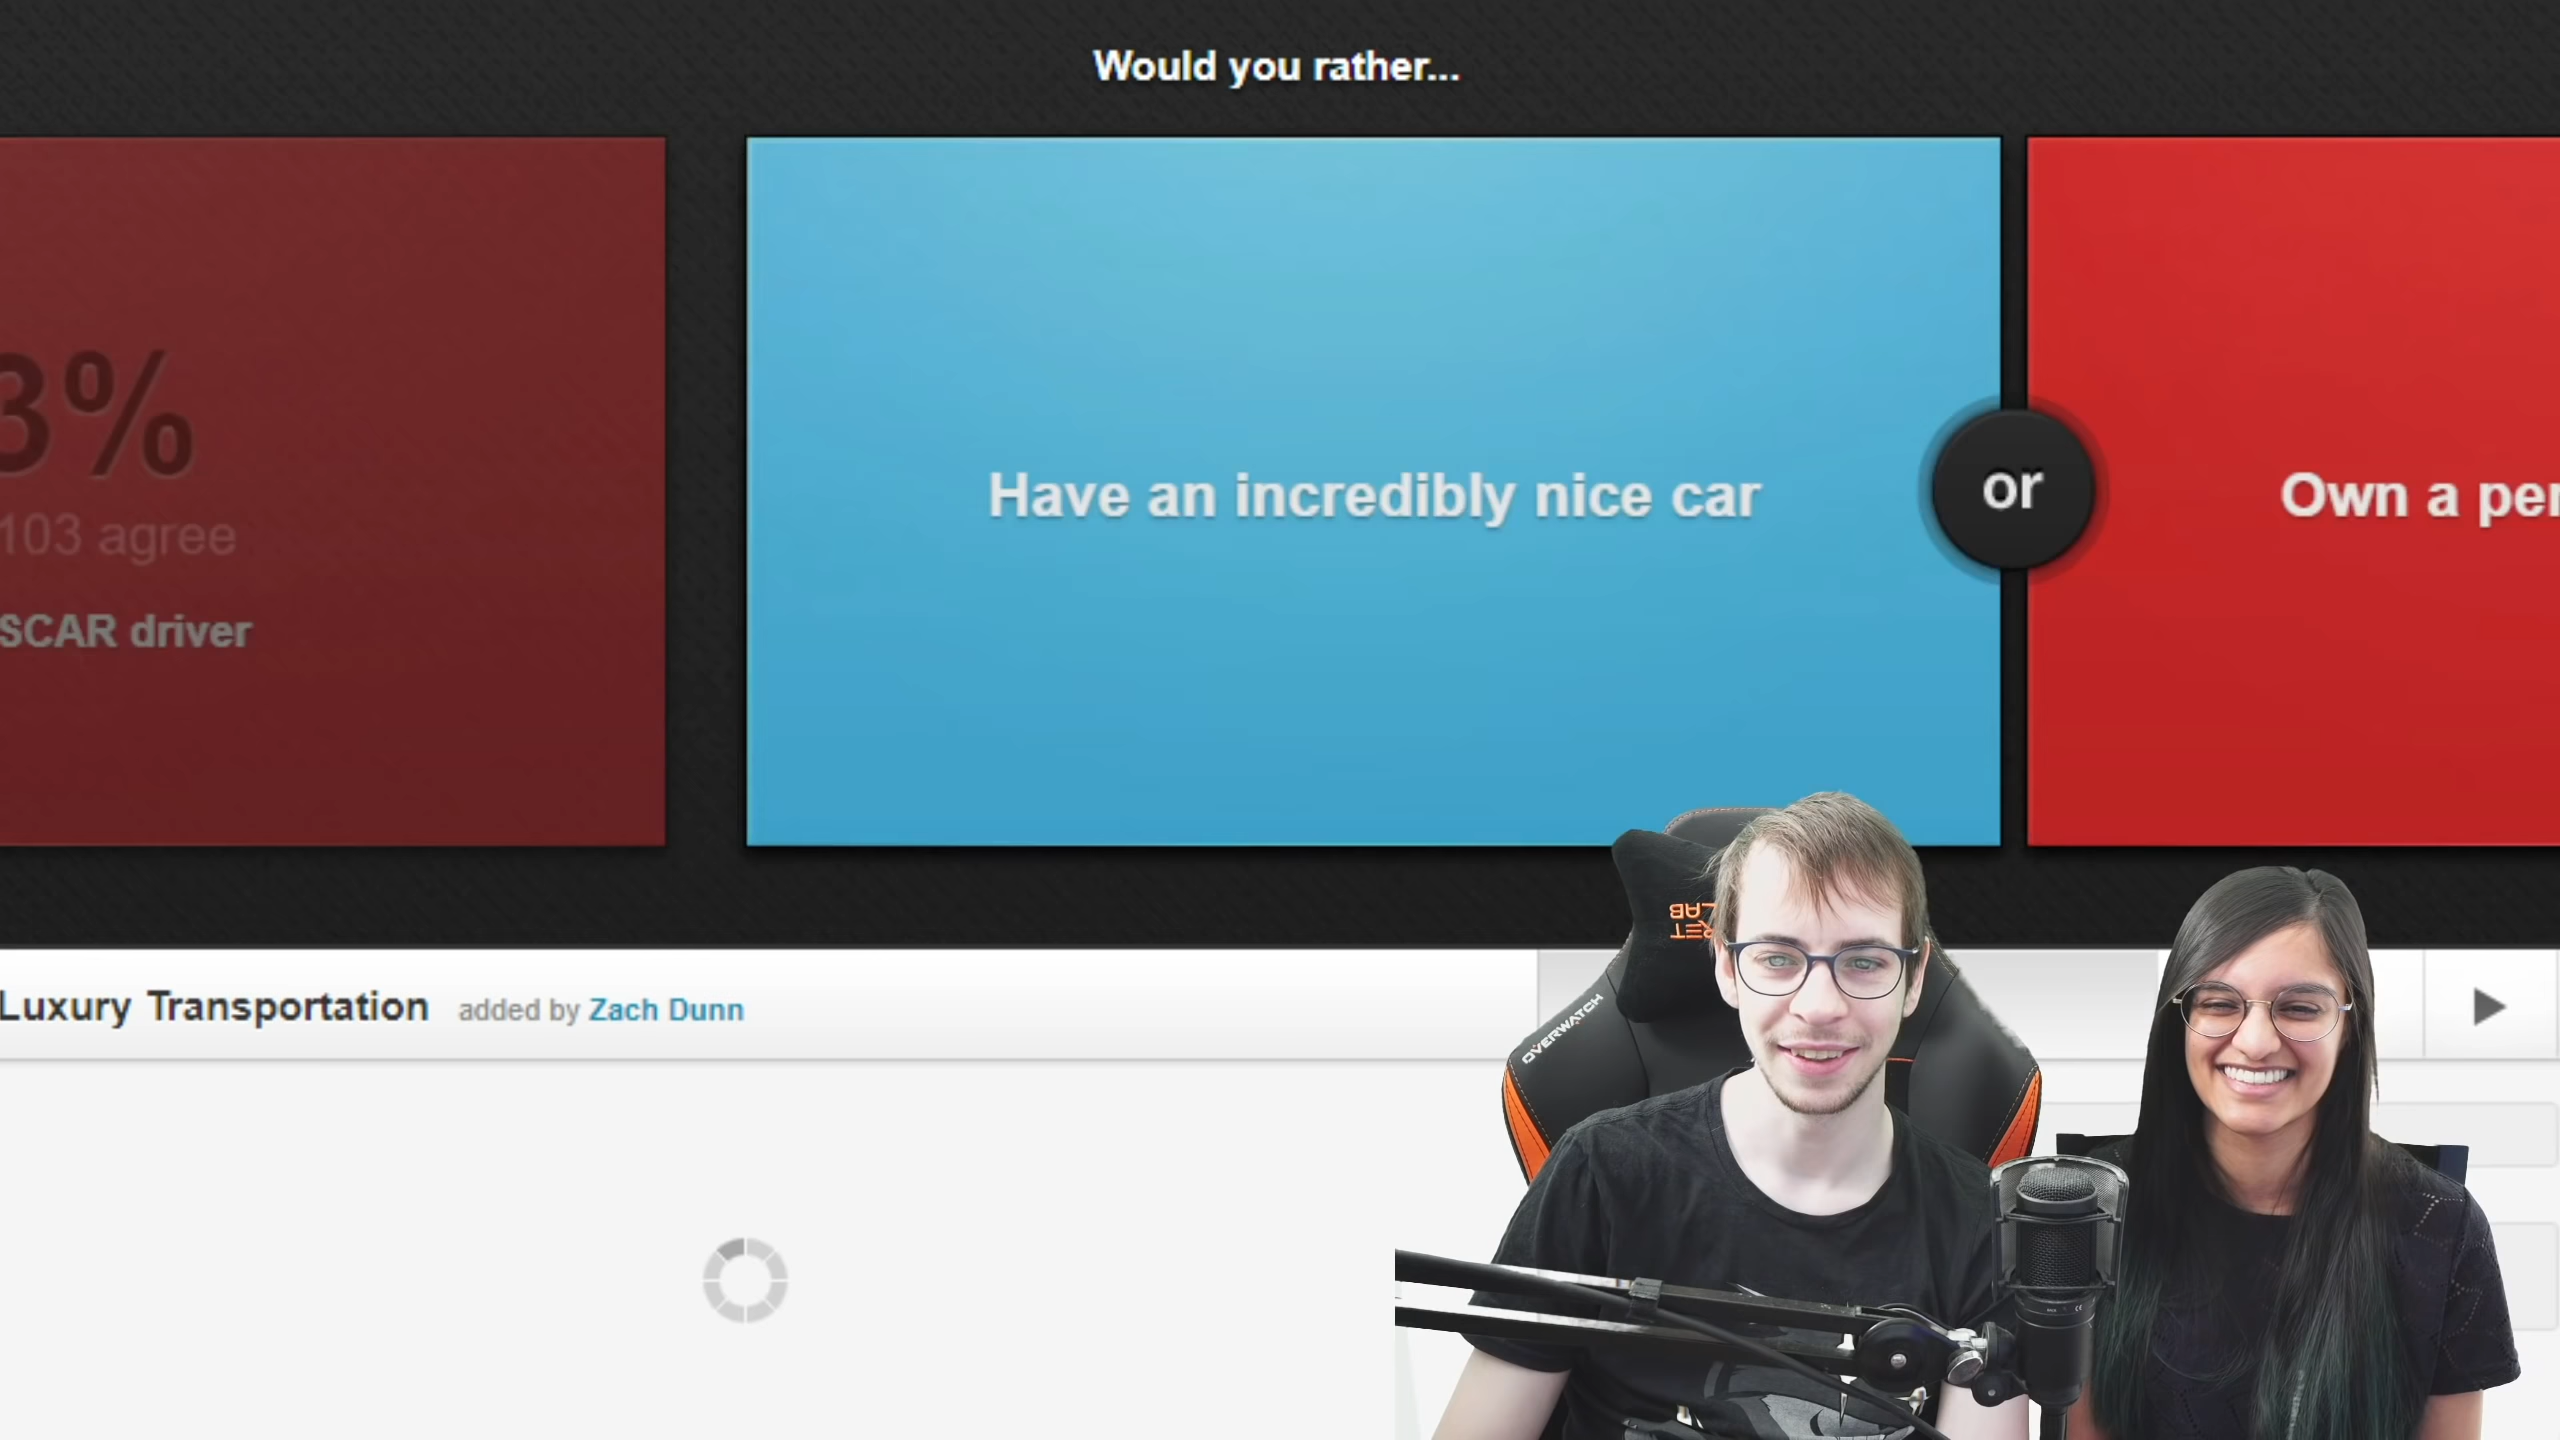 Would you rather...
3%
103 agree
SCAR driver
Have an incredibly nice car
or
Own a per
Luxury Transportation added by Zach Dunn
LAB
OVERWATCH